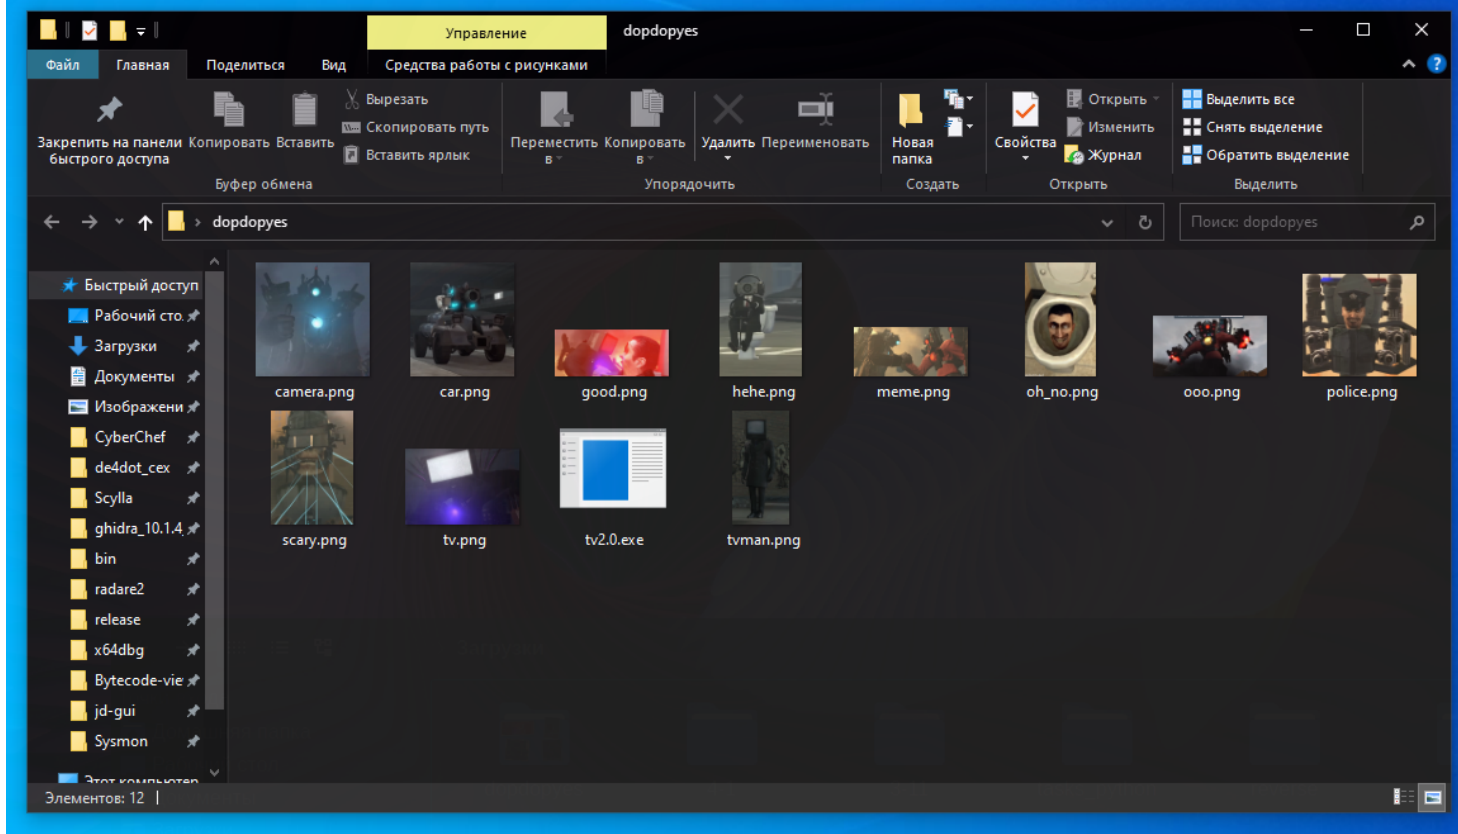 Управление
dopdopyes
Файл
Главная
Поделиться
Вид
Средства работы с рисунками
Закрепить на панели быстрого доступа
Копировать
Вставить
Вырезать
Скопировать путь
Вставить ярлык
Переместить в
Копировать в
Удалить
Переименовать
Новая папка
Свойства
Открыть
Изменить
Журнал
Выделить все
Снять выделение
Обратить выделение
Буфер обмена
Упорядочить
Создать
Открыть
Выделить
dopdopyes
Поиск: dopdopyes
Быстрый доступ
Рабочий сто
Загрузки
Документы
Изображени
CyberChef
de4dot_cex
Scylla
ghidra_10.1.4
bin
radare2
release
x64dbg
Bytecode-vie
jd-gui
Sysmon
Этот компьютер
camera.png
car.png
good.png
hehe.png
meme.png
oh_no.png
ooo.png
police.png
scary.png
tv.png
tv2.0.exe
tvman.png
Элементов: 12